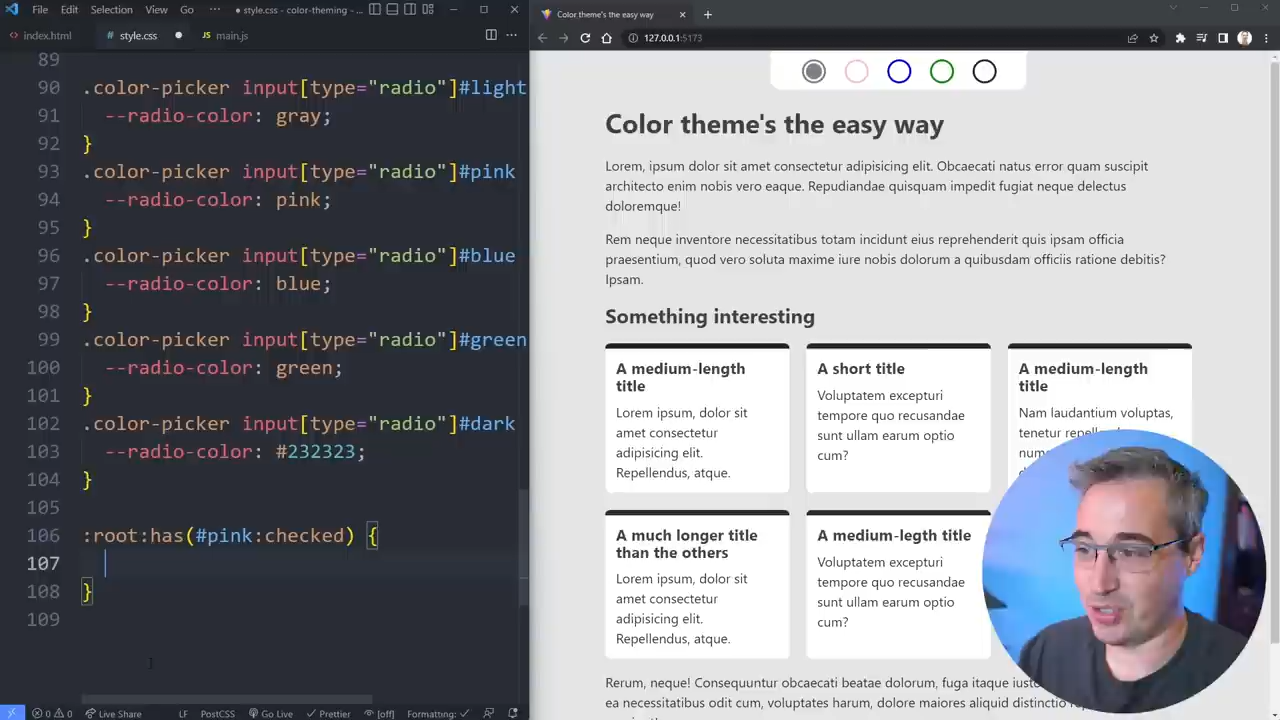 File Edit Selection View Go ··· • style.css - color-theming - ...
index.html style.css ● main.js
89
90 .color-picker input[type="radio"]#light
91 --radio-color: gray;
92 }
93 .color-picker input[type="radio"]#pink
94 --radio-color: pink;
95 }
96 .color-picker input[type="radio"]#blue
97 --radio-color: blue;
98 }
99 .color-picker input[type="radio"]#green
100 --radio-color: green;
101 }
102 .color-picker input[type="radio"]#dark
103 --radio-color: #232323;
104 }
105
106 :root:has(#pink:checked) {
107
108 }
109
0 0 Live Share LF PostCSS Go Live Prettier [off] Formatting:
Color theme's the easy way
127.0.0.1:5173
Color theme's the easy way
Lorem, ipsum dolor sit amet consectetur adipisicing elit. Obcaecati natus error quam suscipit
architecto enim nobis vero eaque. Repudiandae quisquam impedit fugiat neque delectus
doloremque!
Rem neque inventore necessitatibus totam incidunt eius reprehenderit quis ipsam officia
praesentium, quod vero soluta maxime iure nobis dolorum a quibusdam officiis ratione debitis?
Ipsam.
Something interesting
A medium-length
title
Lorem ipsum, dolor sit
amet consectetur
adipisicing elit.
Repellendus, atque.
A short title
Voluptatem excepturi
tempore quo recusandae
sunt ullam earum optio
cum?
A medium-length
title
Nam laudantium voluptas,
tenetur
A much longer title
than the others
Lorem ipsum, dolor sit
amet consectetur
adipisicing elit.
Repellendus, atque.
A medium-legth title
Voluptatem excepturi
tempore quo recusandae
sunt ullam earum optio
cum?
Rerum, neque! Consequuntur obcaecati beatae dolorum, fuga itaque
ea necessitatibus odit cum, voluptates harum, dolore maiores aliquid